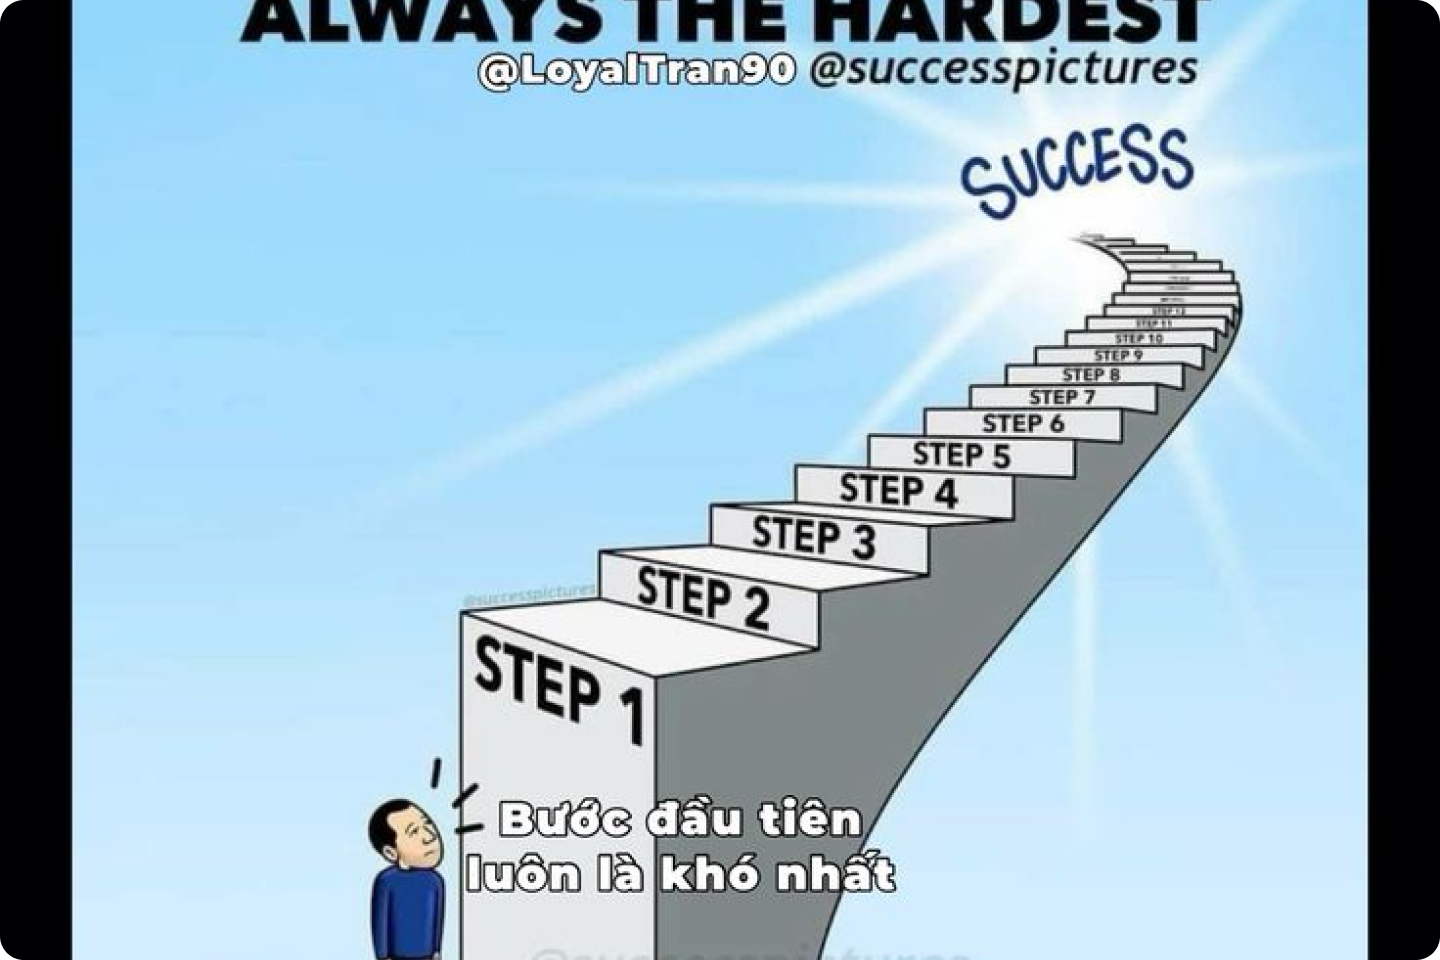 ALWAYS THE HARDEST
@LoyalTran90 @successpictures
SUCCESS
STEP 12
STEP 11
STEP 10
STEP 9
STEP 8
STEP 7
STEP 6
STEP 5
STEP 4
STEP 3
STEP 2
@successpictures
STEP 1
Bước đầu tiên
luôn là khó nhất
@successpictures